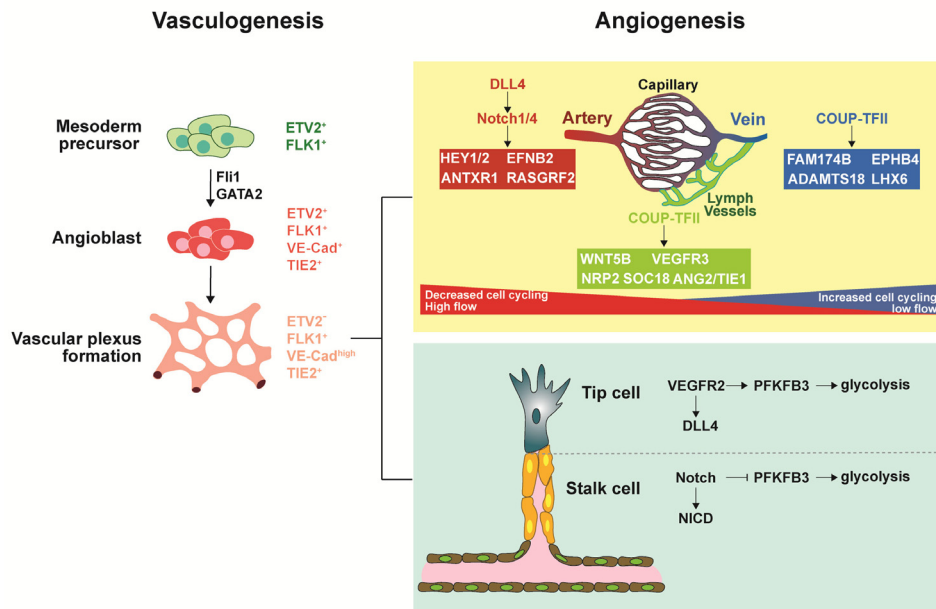 Vasculogenesis
Angiogenesis
Mesoderm
precursor
ETV2⁺
FLK1⁺
Fli1
GATA2
Angioblast
ETV2⁺
FLK1⁺
VE-Cad⁺
TIE2⁺
Vascular plexus
formation
ETV2⁻
FLK1⁺
VE-Cadʰⁱᵍʰ
TIE2⁺
DLL4
Notch1/4
HEY1/2 EFNB2
ANTXR1 RASGRF2
Capillary
Artery
Vein
Lymph
Vessels
COUP-TFII
FAM174B EPHB4
ADAMTS18 LHX6
COUP-TFII
WNT5B VEGFR3
NRP2 SOC18 ANG2/TIE1
Decreased cell cycling
High flow
Increased cell cycling
low flow
Tip cell
VEGFR2 PFKFB3 glycolysis
DLL4
Stalk cell
Notch PFKFB3 glycolysis
NICD